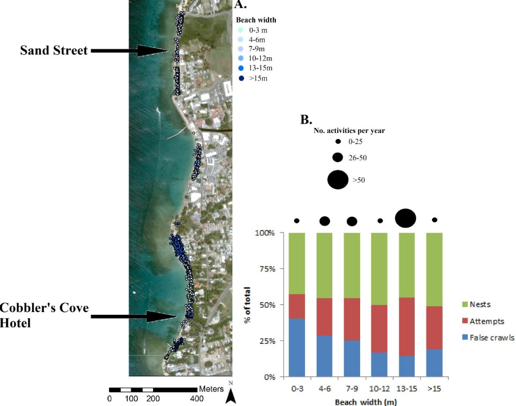 A.
Beach width
0-3 m
4-6m
7-9m
10-12m
13-15m
>15m
Sand Street
Cobbler's Cove
Hotel
N
Meters
0 100 200 400
B.
No. activities per year
0-25
26-50
>50
100%
75%
50%
25%
0%
% of total
0-3 4-6 7-9 10-12 13-15 >15
Beach width (m)
Nests
Attempts
False crawls